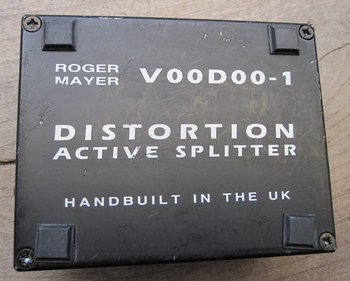 ROGER
MAYER V00D00-1
DISTORTION
ACTIVE SPLITTER
HANDBUILT IN THE UK